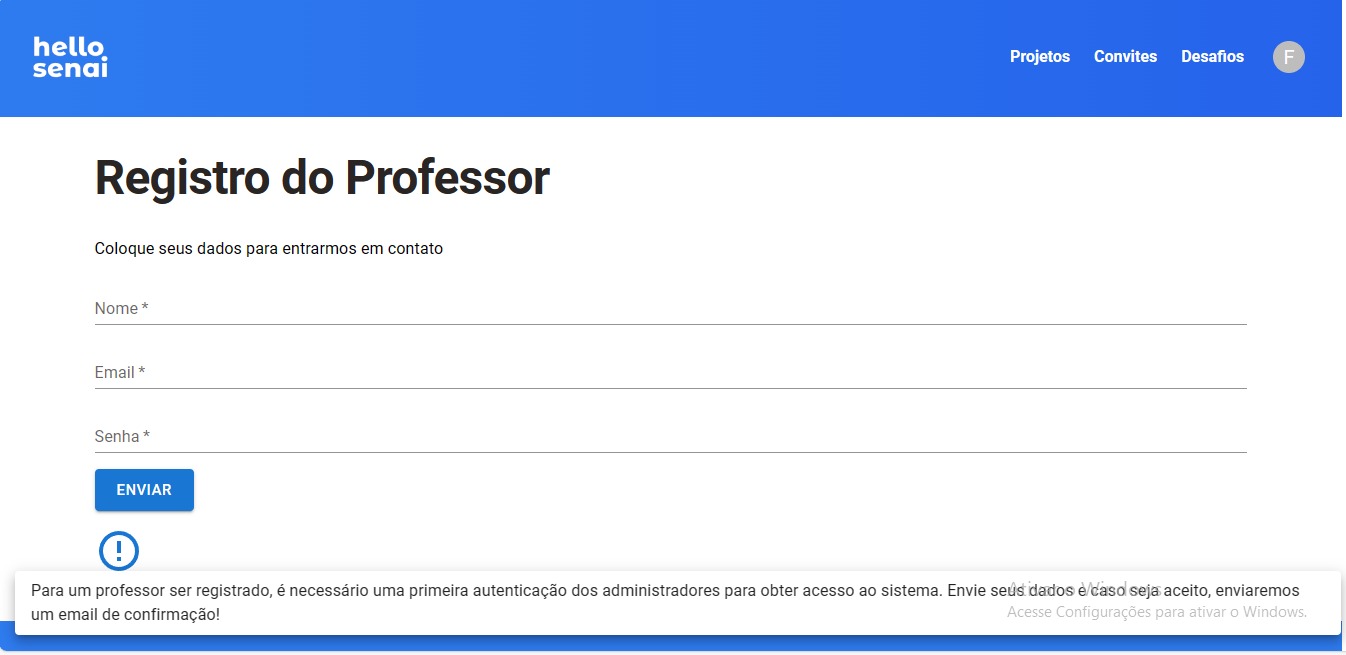 hello
senai
Projetos Convites Desafios F
Registro do Professor
Coloque seus dados para entrarmos em contato
Nome *
Email *
Senha *
ENVIAR
Para um professor ser registrado, é necessário uma primeira autenticação dos administradores para obter acesso ao sistema. Envie seus dados e caso seja aceito, enviaremos
um email de confirmação!
Ativar o Windows
Acesse Configurações para ativar o Windows.